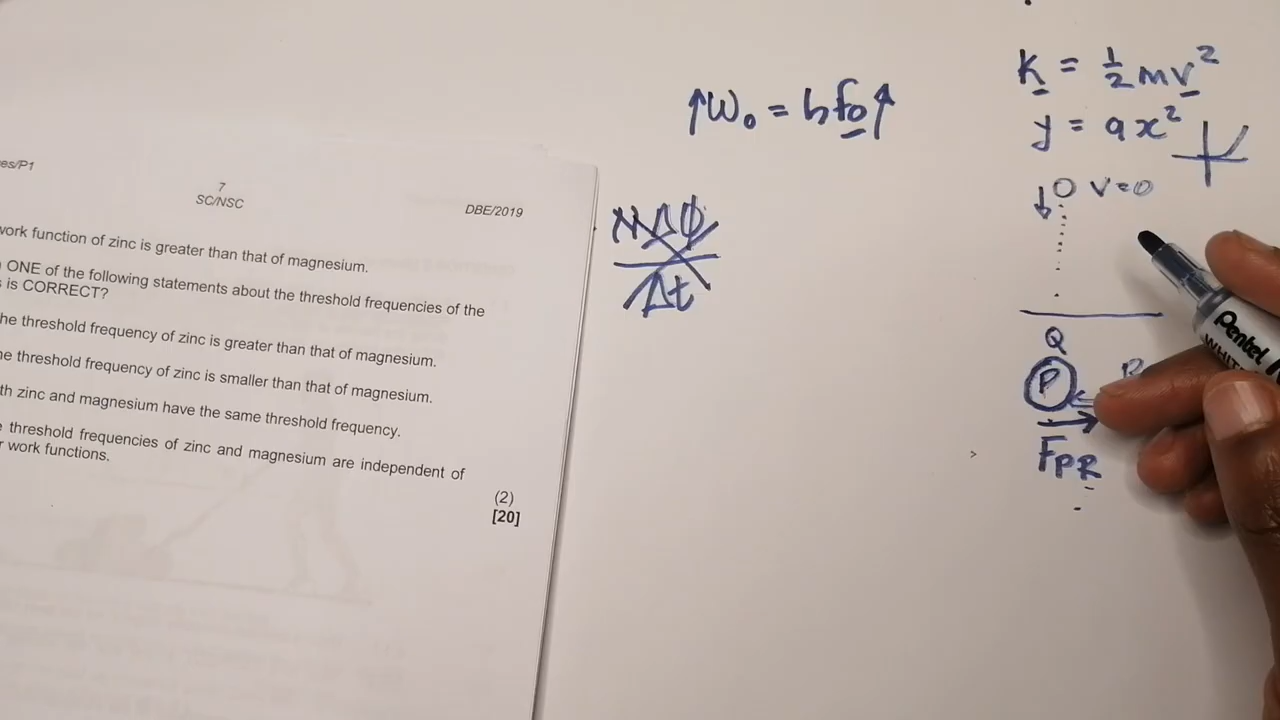 7
SC/NSC
DBE/2019
work function of zinc is greater than that of magnesium.
ONE of the following statements about the threshold frequencies of the
is CORRECT?
he threshold frequency of zinc is greater than that of magnesium.
e threshold frequency of zinc is smaller than that of magnesium.
th zinc and magnesium have the same threshold frequency.
threshold frequencies of zinc and magnesium are independent of
work functions.
(2)
[20]
↑W₀ = hf₀↑
NΔϕ
Δt
K = ½mv²
y = ax²
v=0
Q
P
R
FPR
Pentel